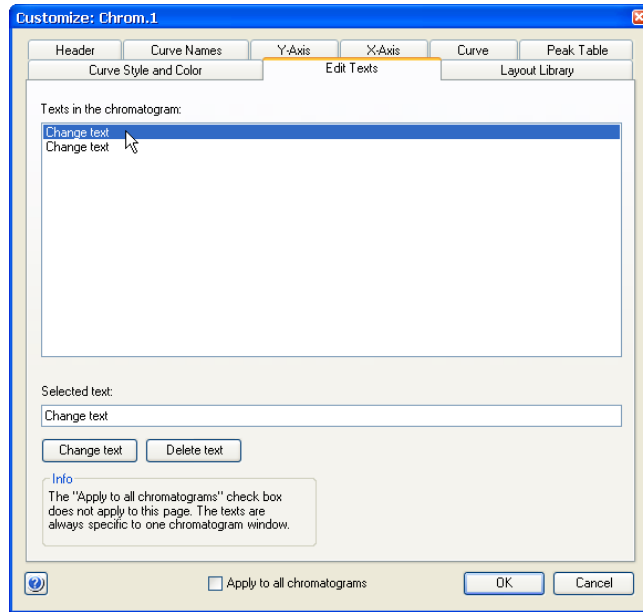 Customize: Chrom.1
Header Curve Names Y-Axis X-Axis Curve Peak Table
Curve Style and Color Edit Texts Layout Library
Texts in the chromatogram:
Change text
Change text
Selected text:
Change text
Change text Delete text
Info
The "Apply to all chromatograms" check box
does not apply to this page. The texts are
always specific to one chromatogram window.
? Apply to all chromatograms OK Cancel